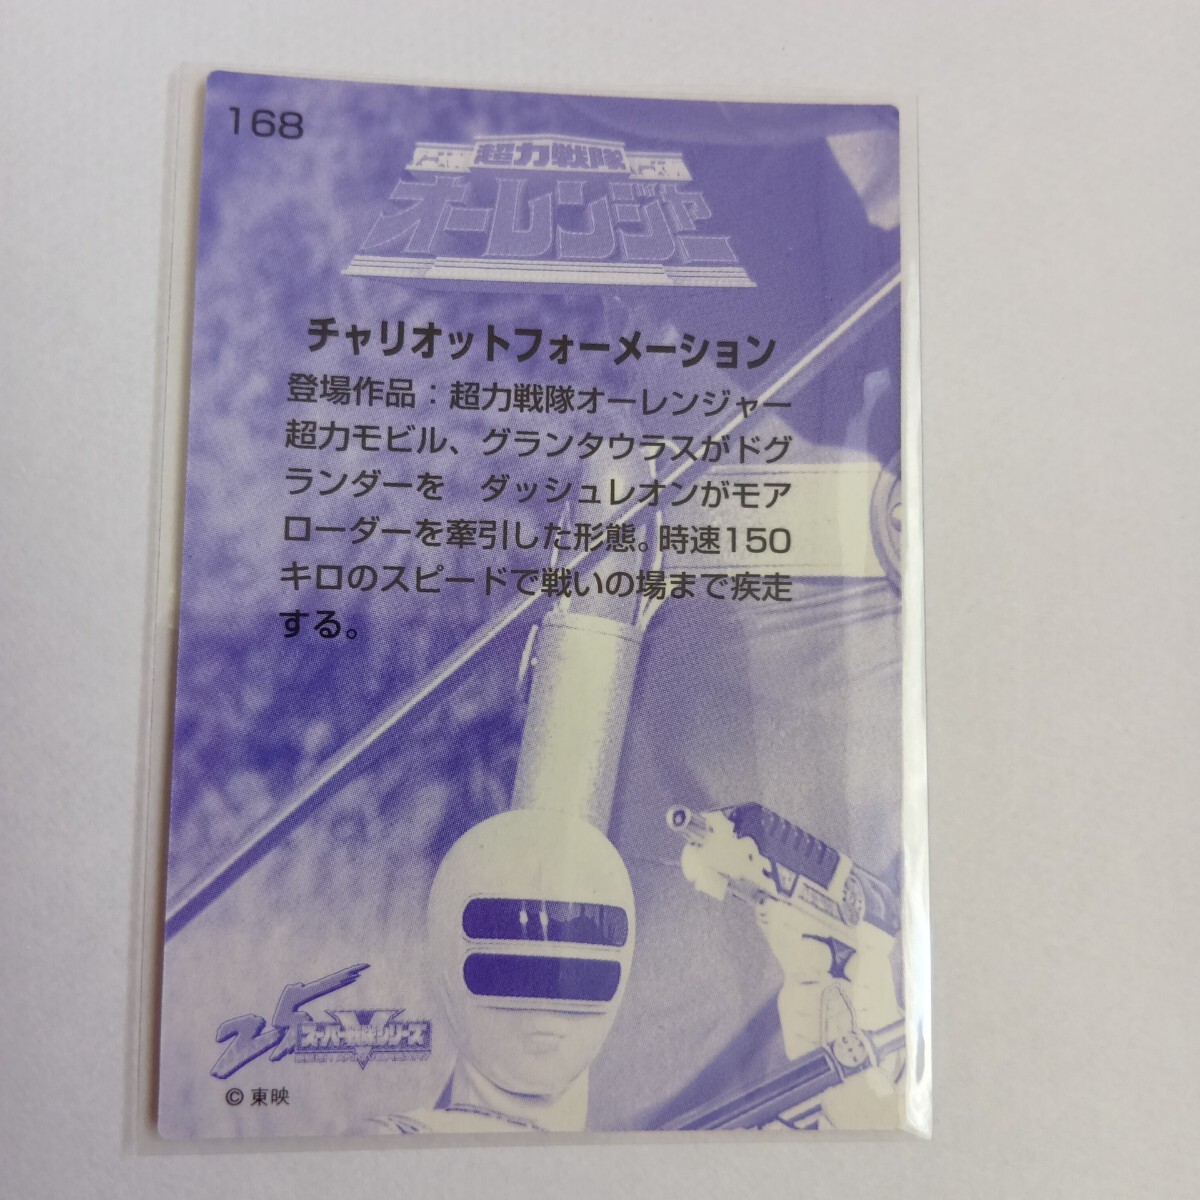 168
超力戦隊
オーレンジャー
チャリオットフォーメーション
登場作品：超力戦隊オーレンジャー
超力モビル、グランタウラスがドグ
ランダーを　ダッシュレオンがモア
ローダーを牽引した形態。時速150
キロのスピードで戦いの場まで疾走
する。
25
スーパー戦隊シリーズ
© 東映